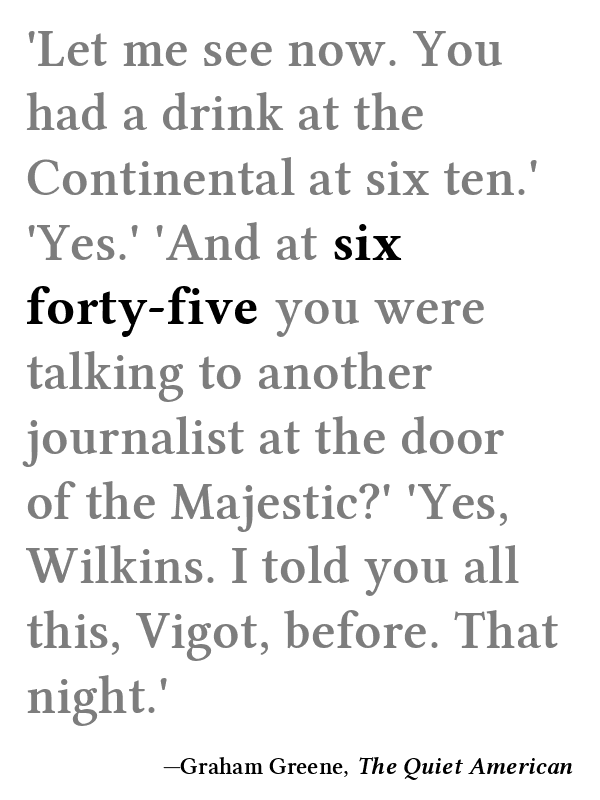 'Let me see now. You
had a drink at the
Continental at six ten.'
'Yes.' 'And at six
forty-five you were
talking to another
journalist at the door
of the Majestic?' 'Yes,
Wilkins. I told you all
this, Vigot, before. That
night.'
—Graham Greene, The Quiet American